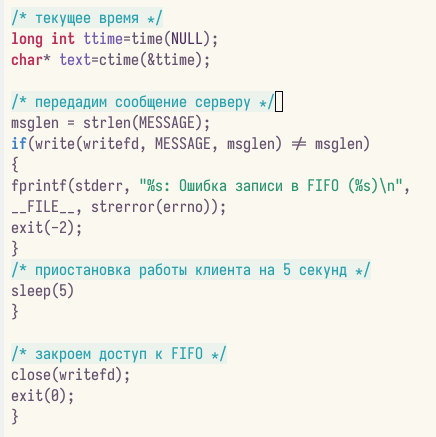 /* текущее время */
long int ttime=time(NULL);
char* text=ctime(&ttime);
/* передадим сообщение серверу */
msglen = strlen(MESSAGE);
if(write(writefd, MESSAGE, msglen) != msglen)
{
fprintf(stderr, "%s: Ошибка записи в FIFO (%s)\n",
__FILE__, strerror(errno));
exit(-2);
}
/* приостановка работы клиента на 5 секунд */
sleep(5)
}
/* закроем доступ к FIFO */
close(writefd);
exit(0);
}